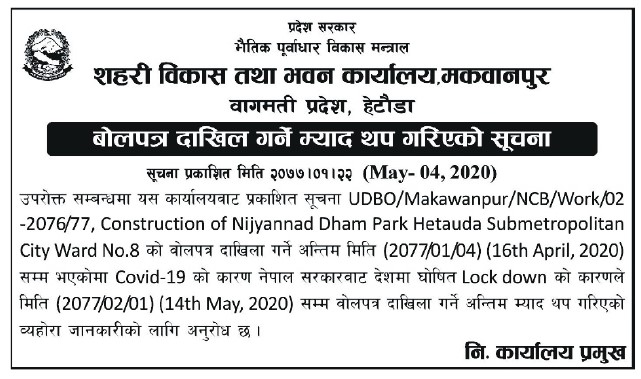 प्रदेश सरकार
भैतिक पूर्वाधार विकास मन्त्राल
शहरी विकास तथा भवन कार्यालय,मकवानपुर
वागमती प्रदेश, हेटौडा
बोलपत्र दाखिल गर्ने म्याद थप गरिएको सूचना
सूचना प्रकाशित मिति २०७७।०१।२२ (May- 04, 2020)
उपरोक्त सम्बन्धमा यस कार्यालयवाट प्रकाशित सूचना UDBO/Makawanpur/NCB/Work/02
-2076/77, Construction of Nijyannad Dham Park Hetauda Submetropolitan
City Ward No.8 को बोलपत्र दाखिला गर्ने अन्तिम मिति (2077/01/04) (16th April, 2020)
सम्म भएकोमा Covid-19 को कारण नेपाल सरकारवाट देशमा घोषित Lock down को कारणले
मिति (2077/02/01) (14th May, 2020) सम्म बोलपत्र दाखिला गर्ने अन्तिम म्याद थप गरिएको
व्यहोरा जानकारीको लागि अनुरोध छ ।
नि. कार्यालय प्रमुख